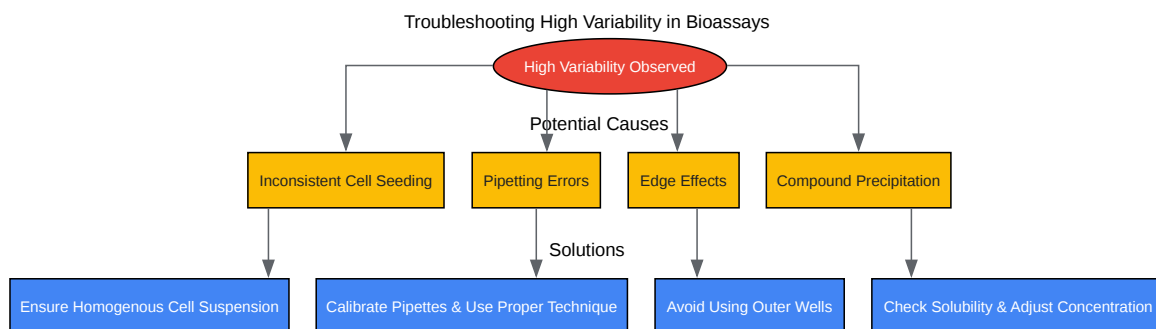 Troubleshooting High Variability in Bioassays
High Variability Observed
Potential Causes
Inconsistent Cell Seeding
Pipetting Errors
Edge Effects
Compound Precipitation
Solutions
Ensure Homogenous Cell Suspension
Calibrate Pipettes & Use Proper Technique
Avoid Using Outer Wells
Check Solubility & Adjust Concentration